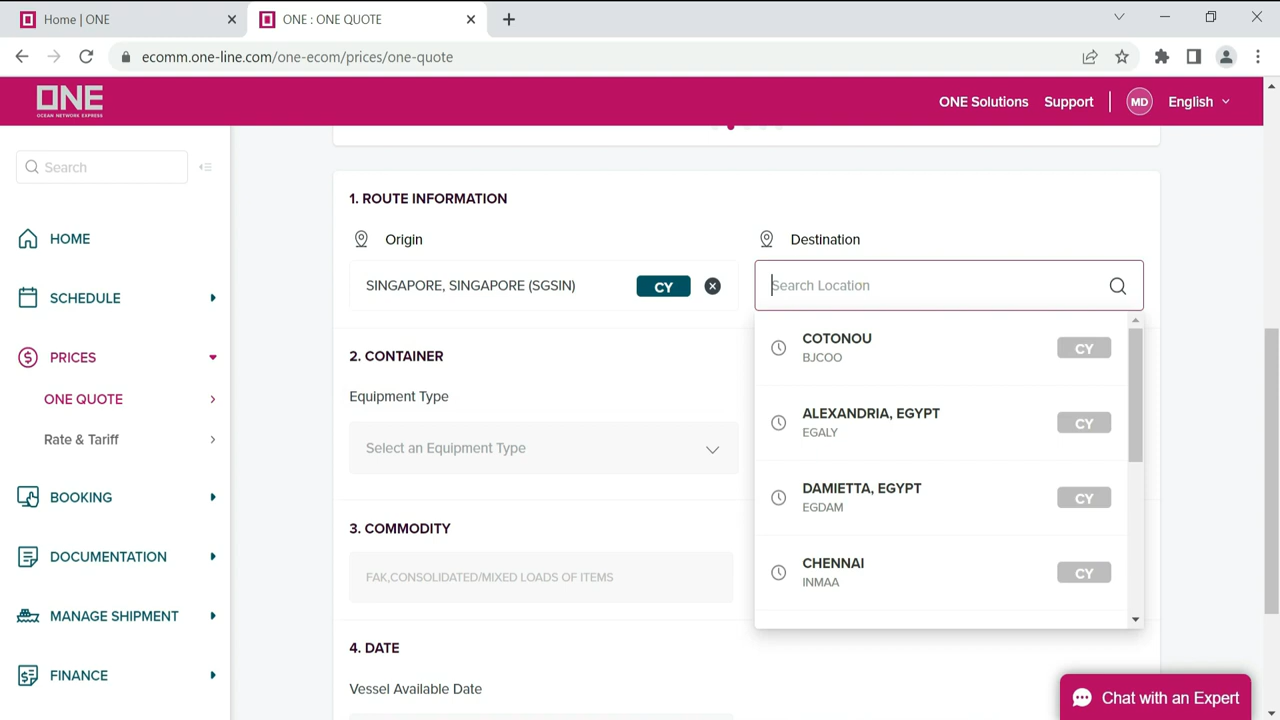 Home | ONE
ONE : ONE QUOTE
ecomm.one-line.com/one-ecom/prices/one-quote
ONE
OCEAN NETWORK EXPRESS
ONE Solutions
Support
MD
English
Search
HOME
SCHEDULE
PRICES
ONE QUOTE
Rate & Tariff
BOOKING
DOCUMENTATION
MANAGE SHIPMENT
FINANCE
1. ROUTE INFORMATION
Origin
SINGAPORE, SINGAPORE (SGSIN)
CY
Destination
Search Location
COTONOU
BJCOO
CY
ALEXANDRIA, EGYPT
EGALY
CY
DAMIETTA, EGYPT
EGDAM
CY
CHENNAI
INMAA
CY
2. CONTAINER
Equipment Type
Select an Equipment Type
3. COMMODITY
FAK,CONSOLIDATED/MIXED LOADS OF ITEMS
4. DATE
Vessel Available Date
Chat with an Expert